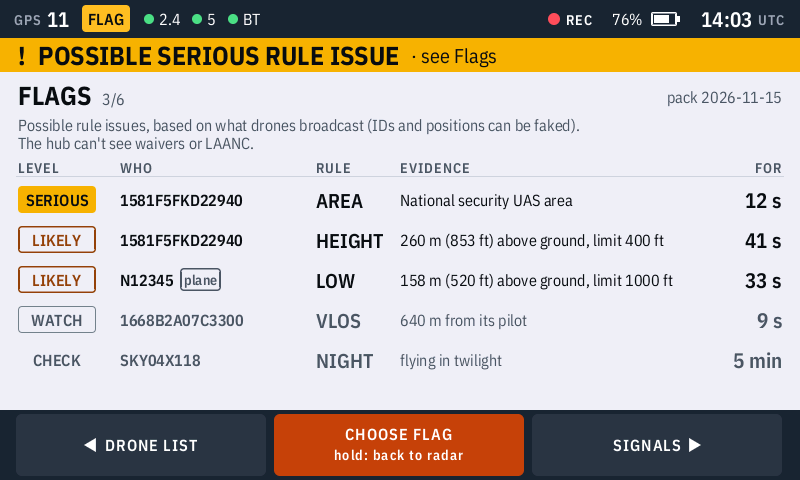 GPS 11 FLAG 2.4 5 BT REC 76% 14:03 UTC
! POSSIBLE SERIOUS RULE ISSUE · see Flags
FLAGS 3/6 pack 2026-11-15
Possible rule issues, based on what drones broadcast (IDs and positions can be faked).
The hub can't see waivers or LAANC.
LEVEL WHO RULE EVIDENCE FOR
SERIOUS 1581F5FKD22940 AREA National security UAS area 12 s
LIKELY 1581F5FKD22940 HEIGHT 260 m (853 ft) above ground, limit 400 ft 41 s
LIKELY N12345 plane LOW 158 m (520 ft) above ground, limit 1000 ft 33 s
WATCH 1668B2A07C3300 VLOS 640 m from its pilot 9 s
CHECK SKY04X118 NIGHT flying in twilight 5 min
◀ DRONE LIST CHOOSE FLAG SIGNALS ▶
hold: back to radar